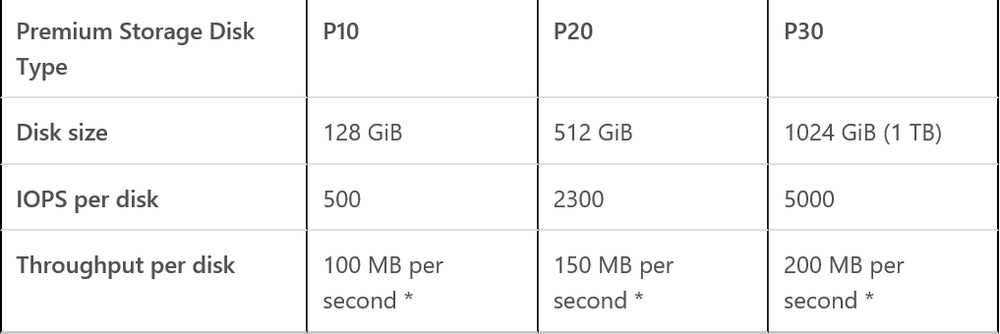 Premium Storage Disk P10 P20 P30
Type
Disk size 128 GiB 512 GiB 1024 GiB (1 TB)
IOPS per disk 500 2300 5000
Throughput per disk 100 MB per 150 MB per 200 MB per
second * second * second *